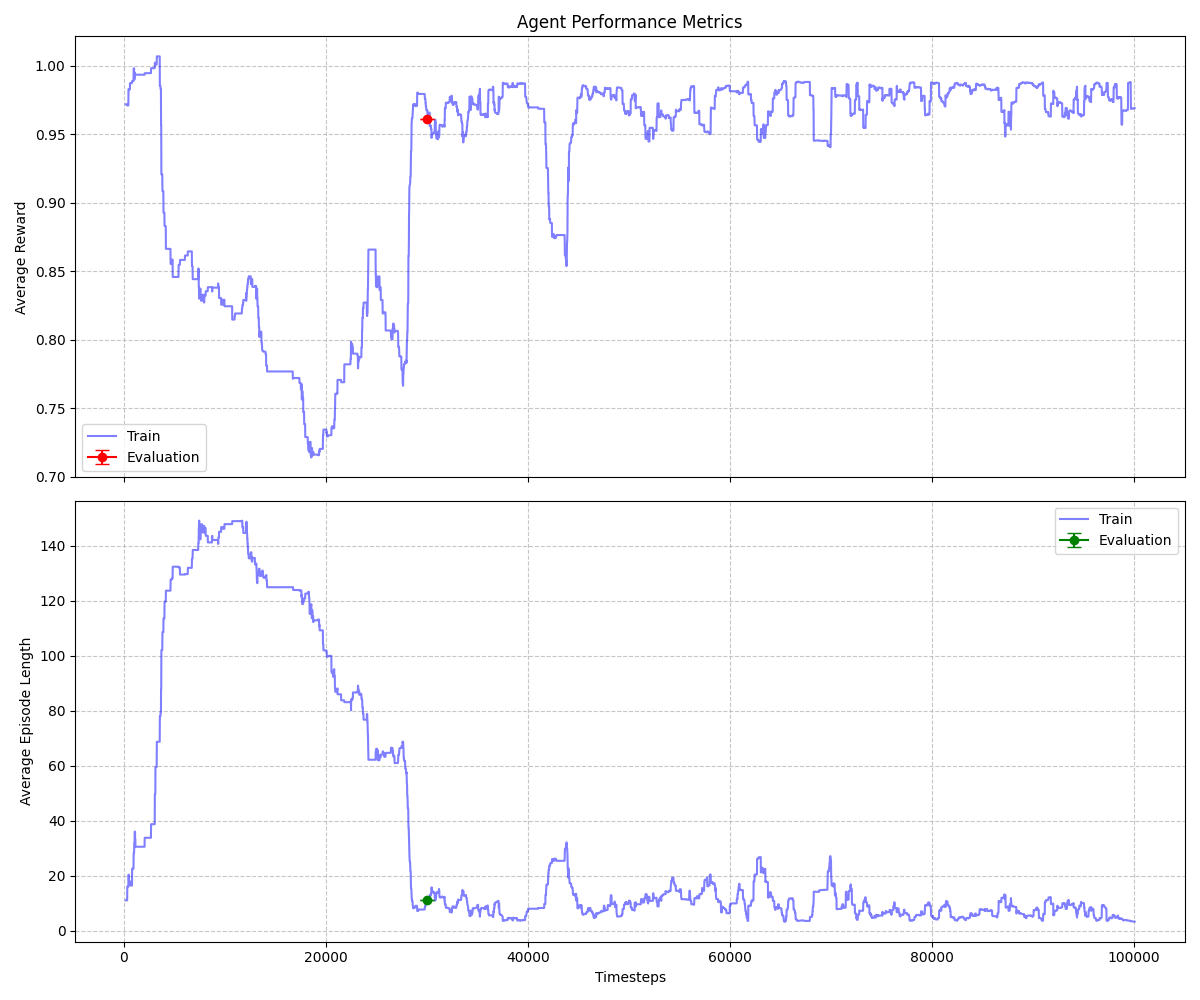 Agent Performance Metrics
Average Reward
1.00
0.95
0.90
0.85
0.80
0.75
0.70
Train
Evaluation
Average Episode Length
140
120
100
80
60
40
20
0
Train
Evaluation
0 20000 40000 60000 80000 100000
Timesteps